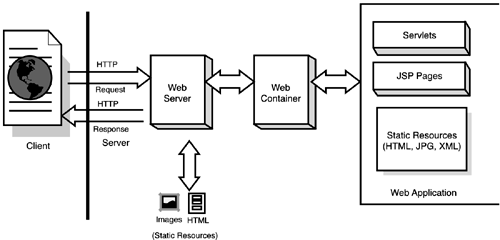 HTTP
Request
HTTP
Response
Client
Server
Web
Server
Web
Container
Servlets
JSP Pages
Static Resources
(HTML, JPG, XML)
Web Application
Images HTML
(Static Resources)